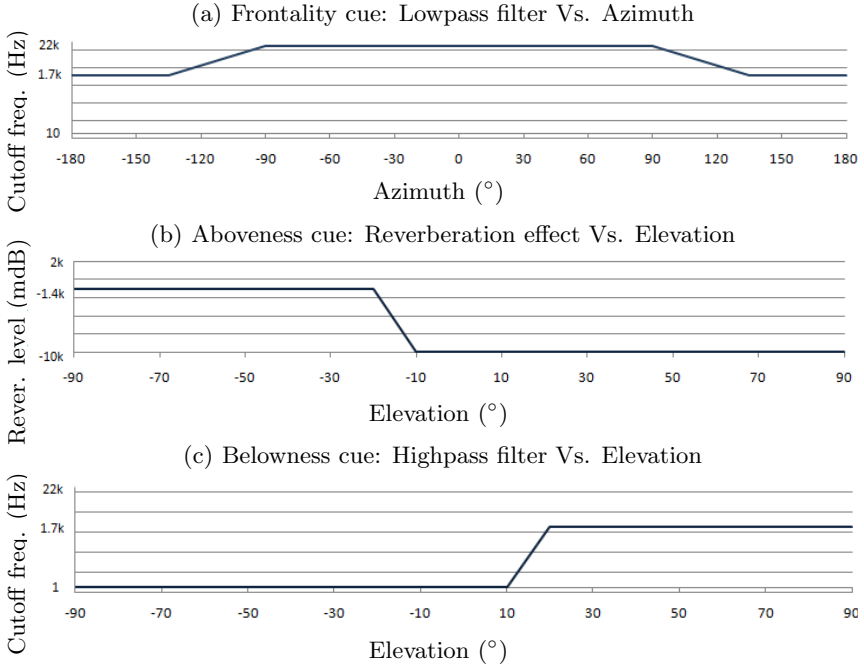 (a) Frontality cue: Lowpass filter Vs. Azimuth
Cutoff freq. (Hz)
22k
1.7k
10
-180 -150 -120 -90 -60 -30 0 30 60 90 120 150 180
Azimuth (°)
(b) Aboveness cue: Reverberation effect Vs. Elevation
Rever. level (mdB)
2k
-1.4k
-10k
-90 -70 -50 -30 -10 10 30 50 70 90
Elevation (°)
(c) Belowness cue: Highpass filter Vs. Elevation
Cutoff freq. (Hz)
22k
1.7k
1
-90 -70 -50 -30 -10 10 30 50 70 90
Elevation (°)